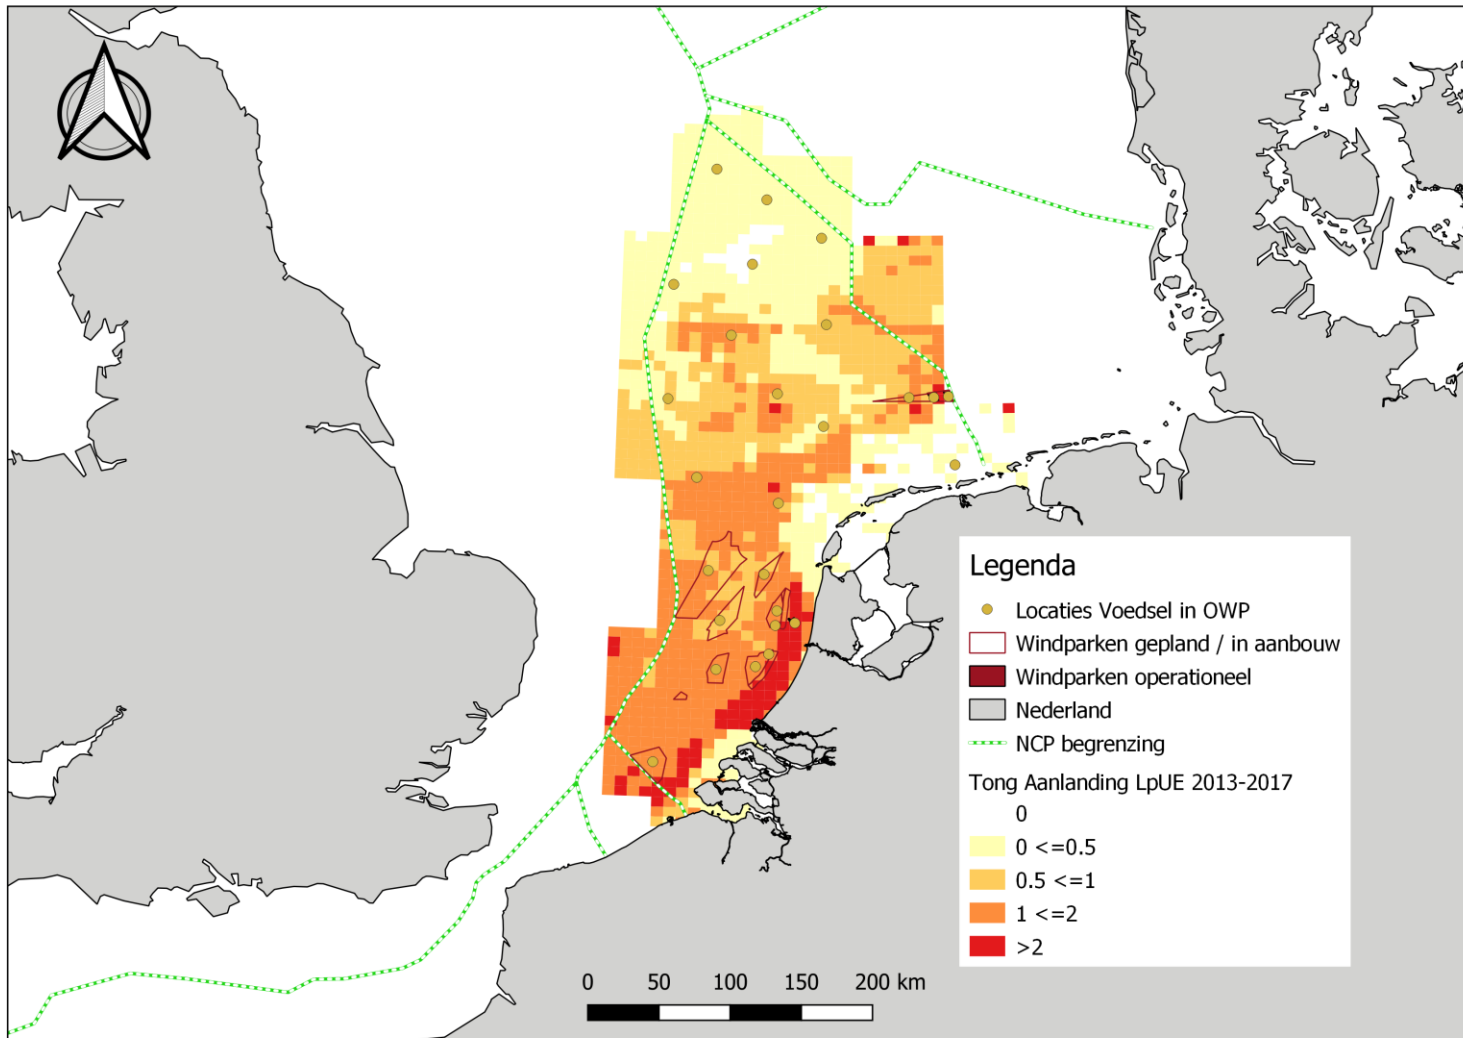 Legenda
Locaties Voedsel in OWP
Windparken gepland / in aanbouw
Windparken operationeel
Nederland
NCP begrenzing
Tong Aanlanding LpUE 2013-2017
0
0 <=0.5
0.5 <=1
1 <=2
>2
0 50 100 150 200 km